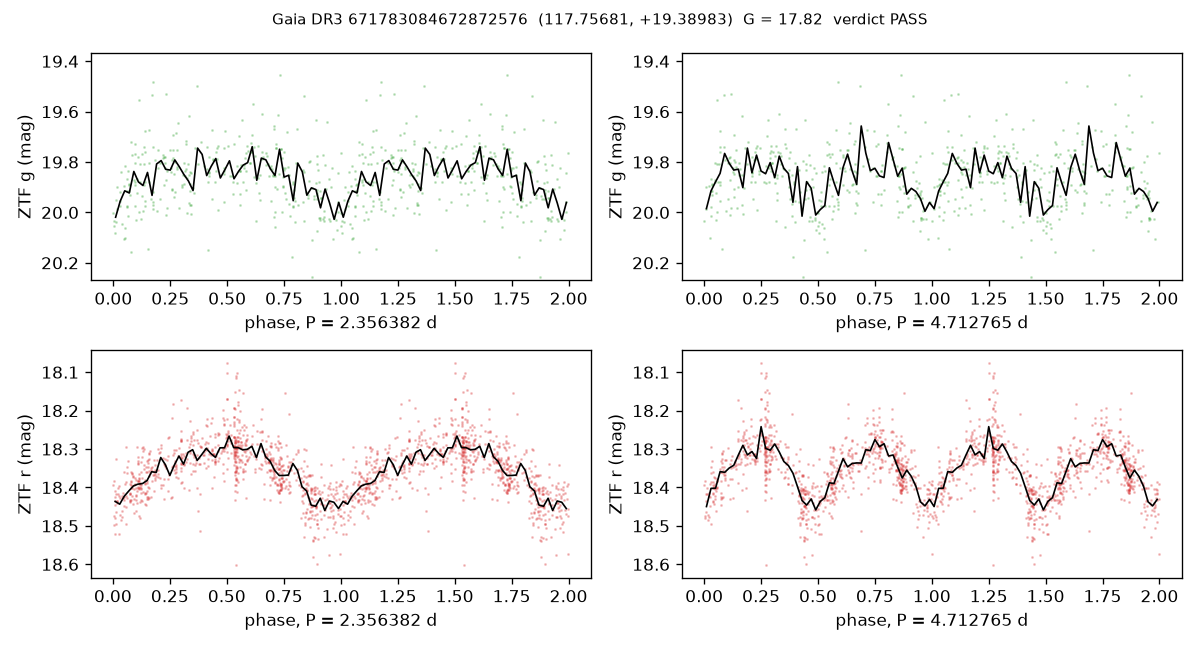 Gaia DR3 671783084672872576  (117.75681, +19.38983)  G = 17.82  verdict PASS
ZTF g (mag)
19.4
19.6
19.8
20.0
20.2
0.00 0.25 0.50 0.75 1.00 1.25 1.50 1.75 2.00
phase, P = 2.356382 d
ZTF g (mag)
19.4
19.6
19.8
20.0
20.2
0.00 0.25 0.50 0.75 1.00 1.25 1.50 1.75 2.00
phase, P = 4.712765 d
ZTF r (mag)
18.1
18.2
18.3
18.4
18.5
18.6
0.00 0.25 0.50 0.75 1.00 1.25 1.50 1.75 2.00
phase, P = 2.356382 d
ZTF r (mag)
18.1
18.2
18.3
18.4
18.5
18.6
0.00 0.25 0.50 0.75 1.00 1.25 1.50 1.75 2.00
phase, P = 4.712765 d